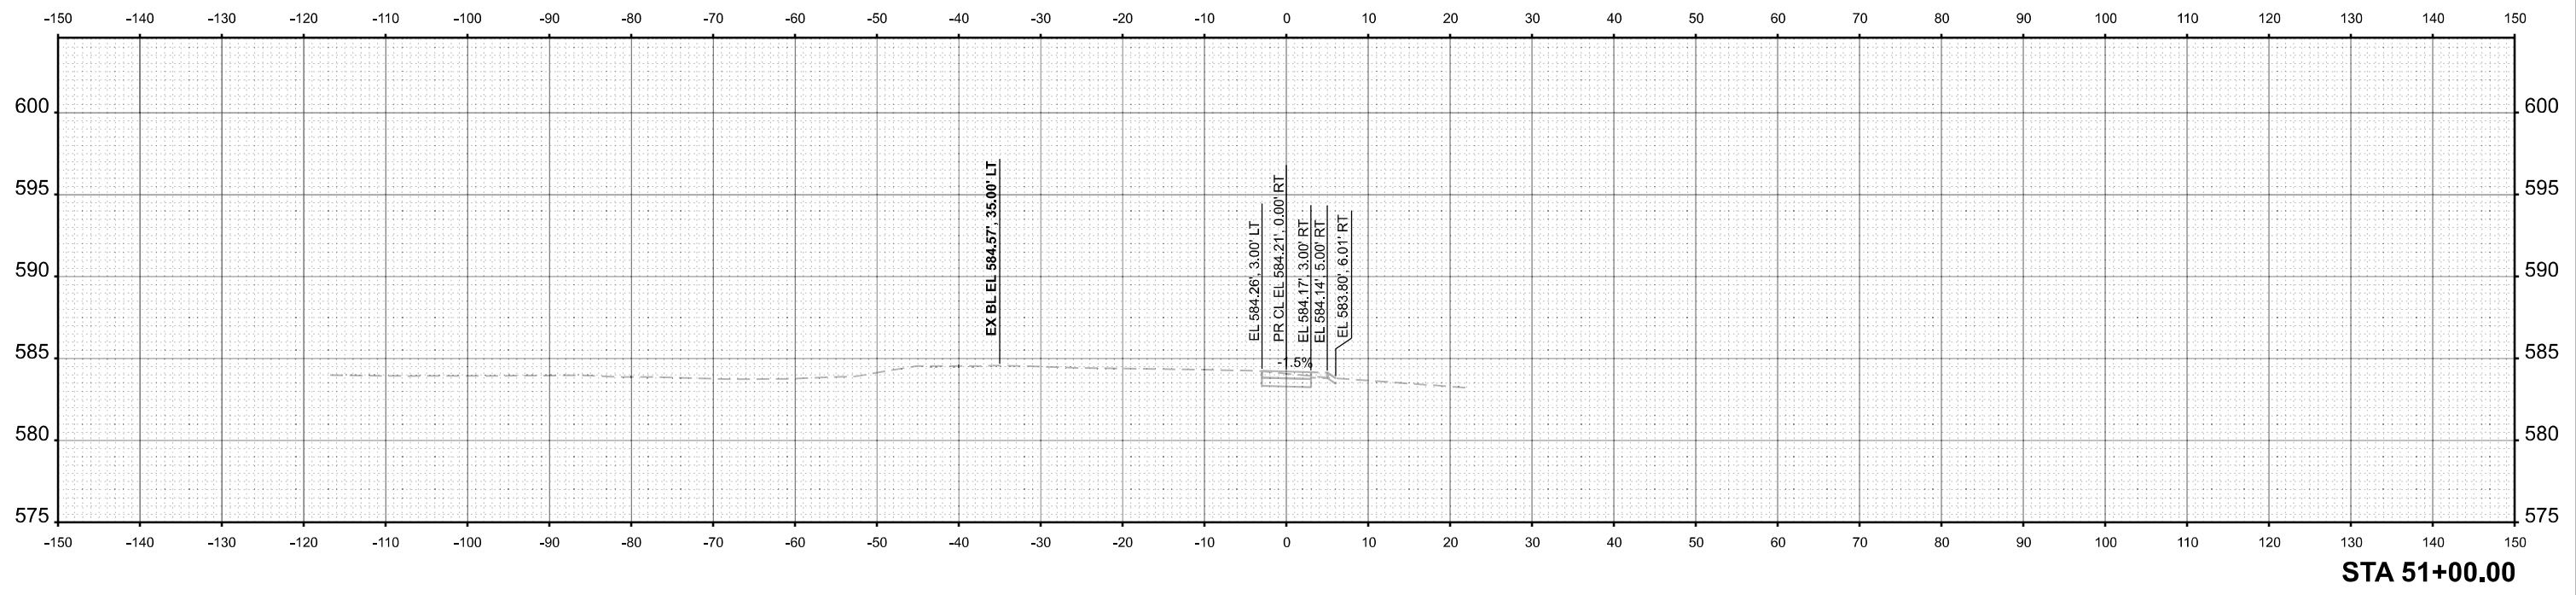 -150 -140 -130 -120 -110 -100 -90 -80 -70 -60 -50 -40 -30 -20 -10 0 10 20 30 40 50 60 70 80 90 100 110 120 130 140 150
600 600
595 595
590 590
585 585
580 580
575 575
EX BL EL 584.57', 35.00' LT
EL 584.26', 3.00' LT
PR CL EL 584.21', 0.00' RT
EL 584.17', 3.00' RT
EL 584.14', 5.00' RT
EL 583.80', 6.01' RT
-1.5%
-150 -140 -130 -120 -110 -100 -90 -80 -70 -60 -50 -40 -30 -20 -10 0 10 20 30 40 50 60 70 80 90 100 110 120 130 140 150
STA 51+00.00